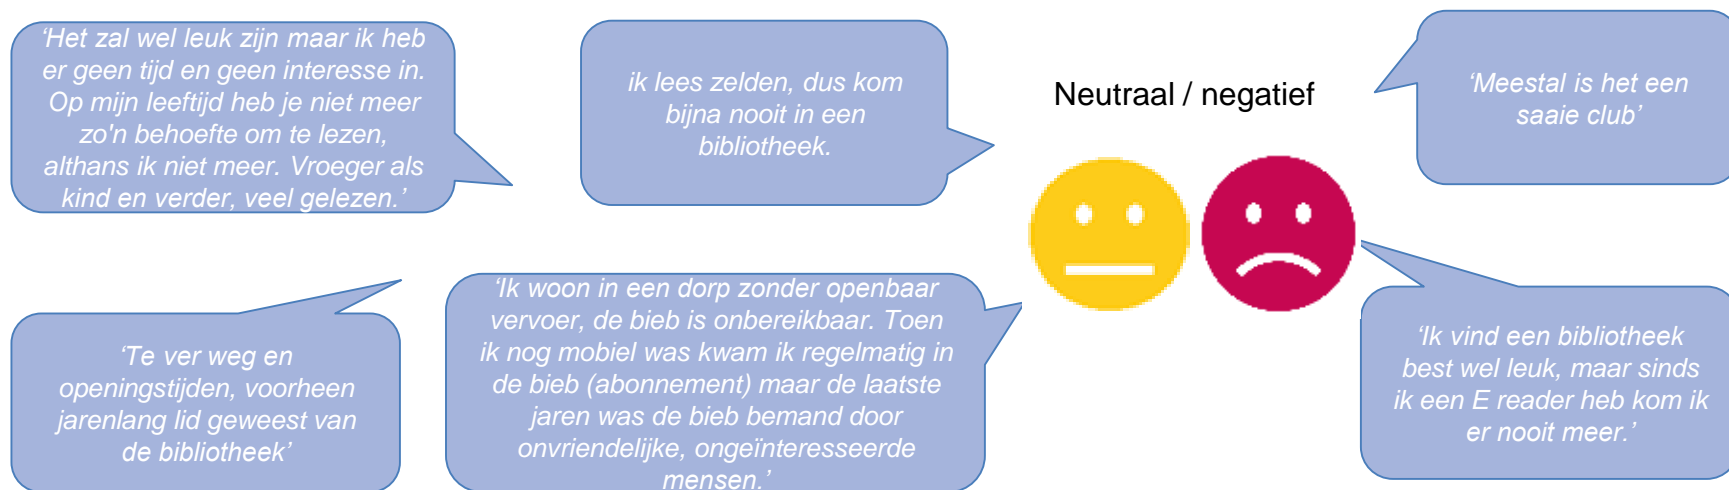 ‘Het zal wel leuk zijn maar ik heb
er geen tijd en geen interesse in.
Op mijn leeftijd heb je niet meer
zo'n behoefte om te lezen,
althans ik niet meer. Vroeger als
kind en verder, veel gelezen.’
ik lees zelden, dus kom
bijna nooit in een
bibliotheek.
Neutraal / negatief
‘Meestal is het een
saaie club’
‘Te ver weg en
openingstijden, voorheen
jarenlang lid geweest van
de bibliotheek’
‘Ik woon in een dorp zonder openbaar
vervoer, de bieb is onbereikbaar. Toen
ik nog mobiel was kwam ik regelmatig in
de bieb (abonnement) maar de laatste
jaren was de bieb bemand door
onvriendelijke, ongeïnteresseerde
mensen.’
‘Ik vind een bibliotheek
best wel leuk, maar sinds
ik een E reader heb kom ik
er nooit meer.’